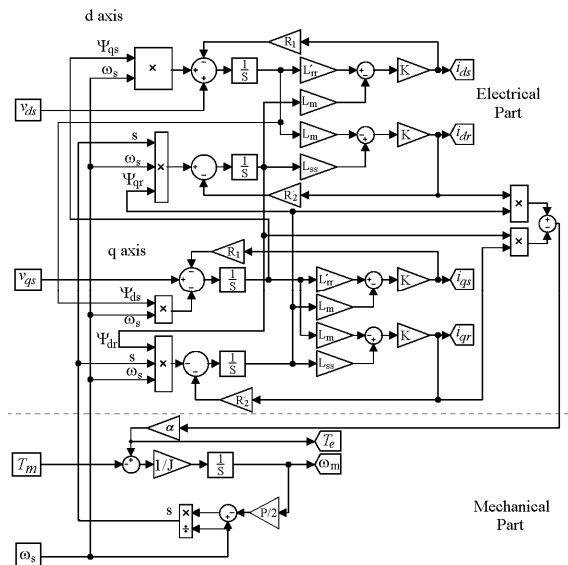 d axis
Ψqs
ωs
×
vds
+
+
-
1/S
R1
L'rr
Lm
+
-
K
ids
Electrical
Part
s
ωs
Ψqr
×
+
-
1/S
Lm
Lss
+
-
K
idr
R2
×
×
+
-
q axis
vqs
Ψds
ωs
×
+
-
-
1/S
R1
L'rr
Lm
+
-
K
iqs
Ψdr
s
ωs
×
-
-
1/S
Lm
Lss
+
-
K
iqr
R2
α
Te
Tm
+
-
1/J
1/S
ωm
s
×
÷
+
-
P/2
Mechanical
Part
ωs